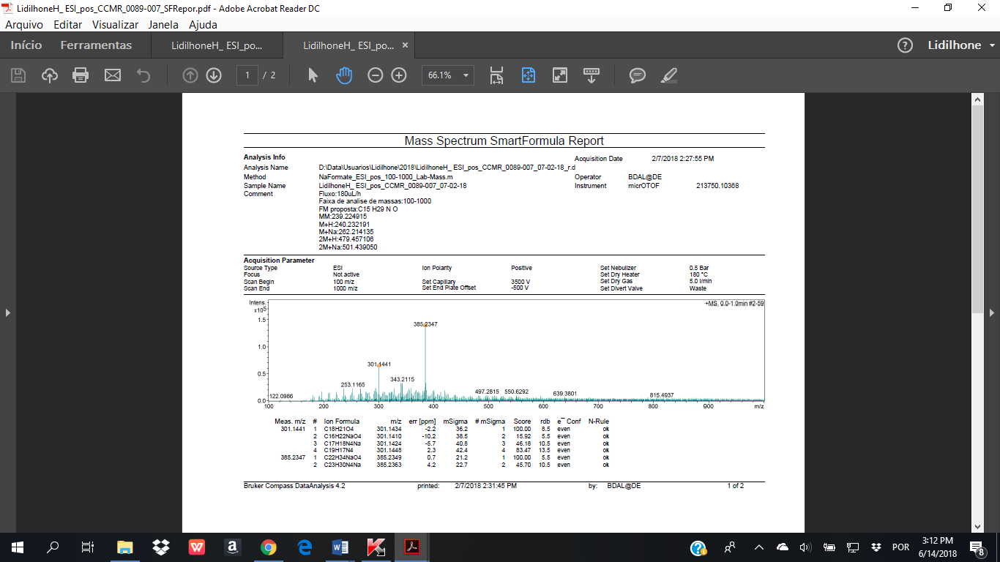 LidilhoneH_ ESI_pos_CCMR_0089-007_SFRepor.pdf - Adobe Acrobat Reader DC
Arquivo Editar Visualizar Janela Ajuda
Início Ferramentas LidilhoneH_ ESI_po... LidilhoneH_ ESI_po... × Lidilhone
1 / 2 66.1%
Mass Spectrum SmartFormula Report
Analysis Info Acquisition Date 2/7/2018 2:27:55 PM
Analysis Name D:\Data\Usuarios\Lidilhone\2018\LidilhoneH_ ESI_pos_CCMR_0089-007_07-02-18_r.d
Method NaFormate_ESI_pos_100-1000_Lab-Mass.m Operator BDAL@DE
Sample Name LidilhoneH_ ESI_pos_CCMR_0089-007_07-02-18 Instrument micrOTOF 213750.10368
Comment Fluxo:180uL/h
Faixa de analise de massas:100-1000
FM proposta:C15 H29 N O
MM:239.224915
M+H:240.232191
M+Na:262.214135
2M+H:479.457106
2M+Na:501.439050
Acquisition Parameter
Source Type ESI Ion Polarity Positive Set Nebulizer 0.5 Bar
Focus Not active Set Dry Heater 180 °C
Scan Begin 100 m/z Set Capillary 3500 V Set Dry Gas 5.0 l/min
Scan End 1000 m/z Set End Plate Offset -500 V Set Divert Valve Waste
Intens. +MS, 0.0-1.0min #2-59
x10⁵
1.5
385.2347
1.0
301.1441
0.5
343.2115
253.1165
497.2815 550.6292
122.0986 639.3801 815.4937
0.0
100 200 300 400 500 600 700 800 900 m/z
Meas. m/z # Ion Formula m/z err [ppm] mSigma # mSigma Score rdb e¯ Conf N-Rule
301.1441 1 C18H21O4 301.1434 -2.2 36.2 1 100.00 8.5 even ok
2 C16H22NaO4 301.1410 -10.2 38.5 2 15.92 5.5 even ok
3 C17H18N4Na 301.1424 -5.7 40.8 3 46.18 10.5 even ok
4 C19H17N4 301.1448 2.3 42.4 4 83.47 13.5 even ok
385.2347 1 C22H34NaO4 385.2349 0.7 21.2 1 100.00 5.5 even ok
2 C23H30N4Na 385.2363 4.2 22.7 2 45.70 10.5 even ok
Bruker Compass DataAnalysis 4.2 printed: 2/7/2018 2:31:45 PM by: BDAL@DE 1 of 2
POR
3:12 PM
6/14/2018
8